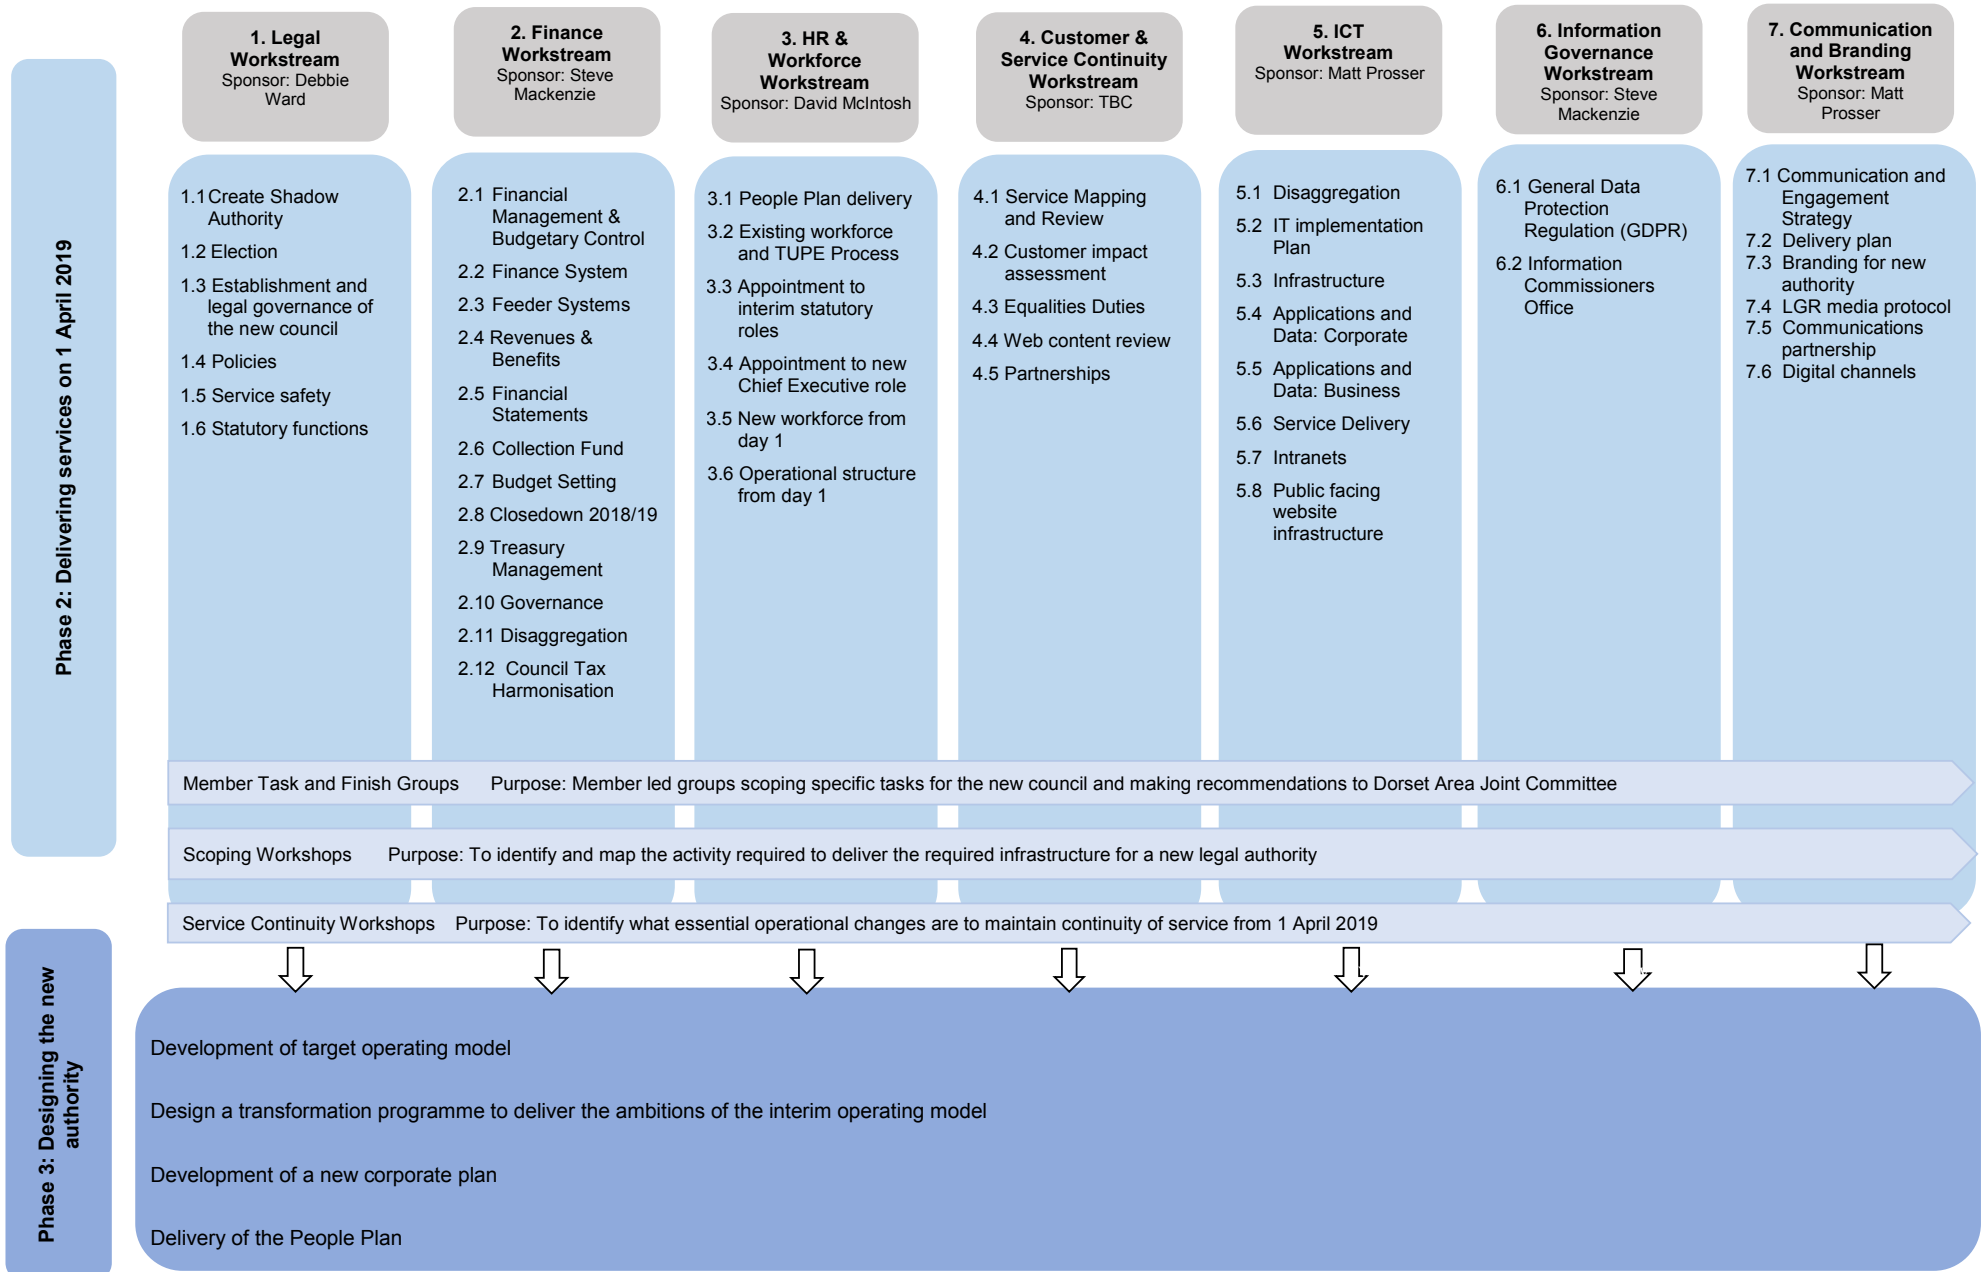 Phase 2: Delivering services on 1 April 2019
1. Legal
Workstream
Sponsor: Debbie
Ward
1.1 Create Shadow
Authority
1.2 Election
1.3 Establishment and
legal governance of
the new council
1.4 Policies
1.5 Service safety
1.6 Statutory functions
2. Finance
Workstream
Sponsor: Steve
Mackenzie
2.1 Financial
Management &
Budgetary Control
2.2 Finance System
2.3 Feeder Systems
2.4 Revenues &
Benefits
2.5 Financial
Statements
2.6 Collection Fund
2.7 Budget Setting
2.8 Closedown 2018/19
2.9 Treasury
Management
2.10 Governance
2.11 Disaggregation
2.12 Council Tax
Harmonisation
3. HR &
Workforce
Workstream
Sponsor: David McIntosh
3.1 People Plan delivery
3.2 Existing workforce
and TUPE Process
3.3 Appointment to
interim statutory
roles
3.4 Appointment to new
Chief Executive role
3.5 New workforce from
day 1
3.6 Operational structure
from day 1
4. Customer &
Service Continuity
Workstream
Sponsor: TBC
4.1 Service Mapping
and Review
4.2 Customer impact
assessment
4.3 Equalities Duties
4.4 Web content review
4.5 Partnerships
5. ICT
Workstream
Sponsor: Matt Prosser
5.1 Disaggregation
5.2 IT implementation
Plan
5.3 Infrastructure
5.4 Applications and
Data: Corporate
5.5 Applications and
Data: Business
5.6 Service Delivery
5.7 Intranets
5.8 Public facing
website
infrastructure
6. Information
Governance
Workstream
Sponsor: Steve
Mackenzie
6.1 General Data
Protection
Regulation (GDPR)
6.2 Information
Commissioners
Office
7. Communication
and Branding
Workstream
Sponsor: Matt
Prosser
7.1 Communication and
Engagement
Strategy
7.2 Delivery plan
7.3 Branding for new
authority
7.4 LGR media protocol
7.5 Communications
partnership
7.6 Digital channels
Member Task and Finish Groups Purpose: Member led groups scoping specific tasks for the new council and making recommendations to Dorset Area Joint Committee
Scoping Workshops Purpose: To identify and map the activity required to deliver the required infrastructure for a new legal authority
Service Continuity Workshops Purpose: To identify what essential operational changes are to maintain continuity of service from 1 April 2019
Phase 3: Designing the new
authority
Development of target operating model
Design a transformation programme to deliver the ambitions of the interim operating model
Development of a new corporate plan
Delivery of the People Plan